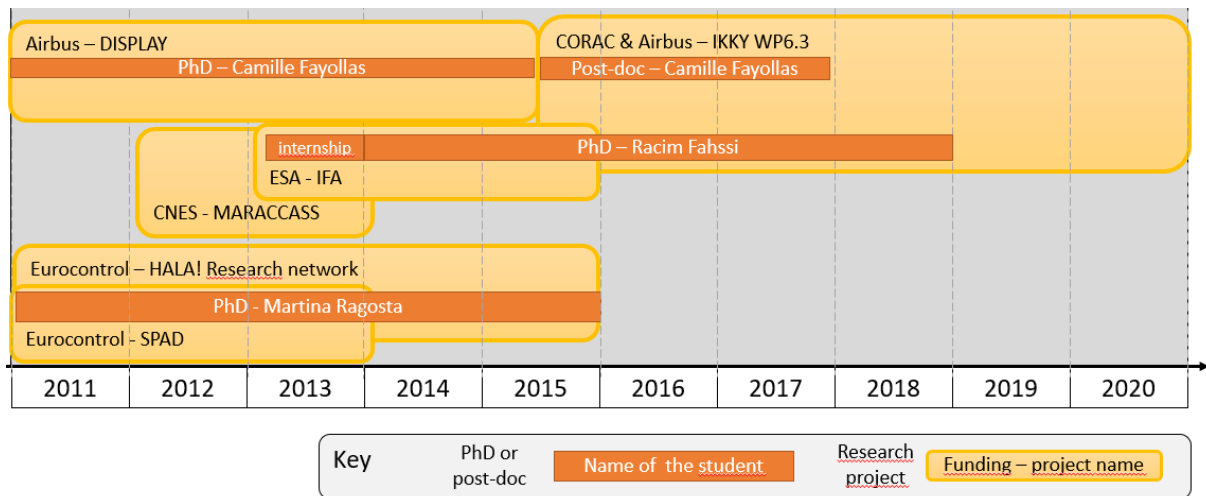 Airbus – DISPLAY
PhD – Camille Fayollas
CORAC & Airbus – IKKY WP6.3
Post-doc – Camille Fayollas
internship
PhD – Racim Fahssi
ESA - IFA
CNES - MARACCASS
Eurocontrol – HALA! Research network
PhD - Martina Ragosta
Eurocontrol - SPAD
2011 2012 2013 2014 2015 2016 2017 2018 2019 2020
Key
PhD or
post-doc
Name of the student
Research
project
Funding – project name